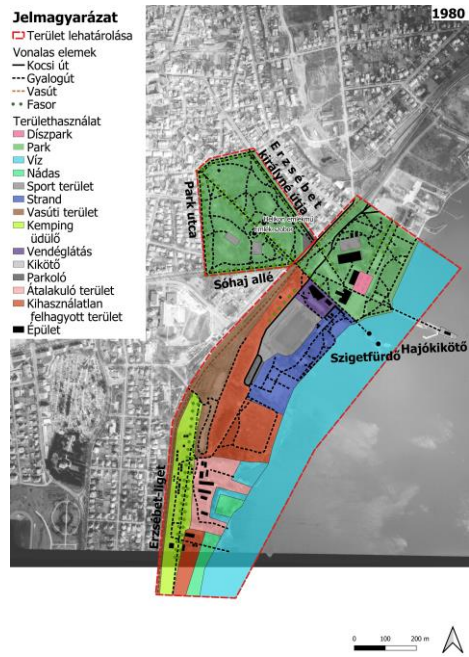 Jelmagyarázat
Terület lehatárolása
Vonalas elemek
Kocsi út
Gyalogút
Vasút
Fasor
Területhasználat
Díszpark
Park
Víz
Nádas
Sport terület
Strand
Vasúti terület
Kemping
üdülő
Vendéglátás
Kikötő
Parkoló
Átalakuló terület
Kihasználatlan
felhagyott terület
Épület
1980
Erzsébet
királyné útja
Park utca
Sóhaj allé
Szigetfürdő
Hajókikötő
Erzsébet-liget
0 100 200 m